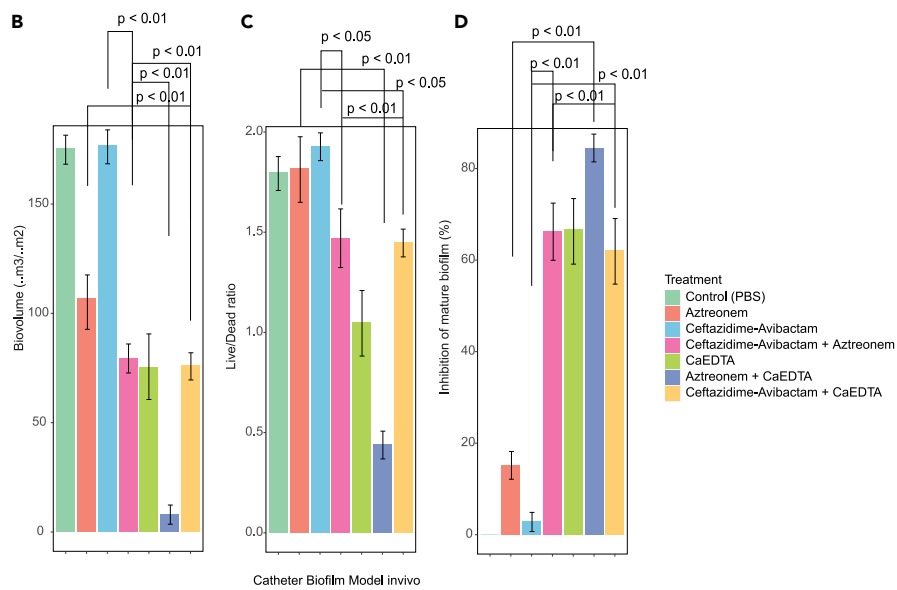 B
p < 0.01
p < 0.01
p < 0.01
p < 0.01
Biovolume (..m3/..m2)
150
100
50
0
C
p < 0.05
p < 0.01
p < 0.05
p < 0.01
Live/Dead ratio
2.0
1.5
1.0
0.5
0.0
Catheter Biofilm Model invivo
D
p < 0.01
p < 0.01
p < 0.01
p < 0.01
Inhibition of mature biofilm (%)
80
60
40
20
0
Treatment
Control (PBS)
Aztreonem
Ceftazidime-Avibactam
Ceftazidime-Avibactam + Aztreonem
CaEDTA
Aztreonem + CaEDTA
Ceftazidime-Avibactam + CaEDTA